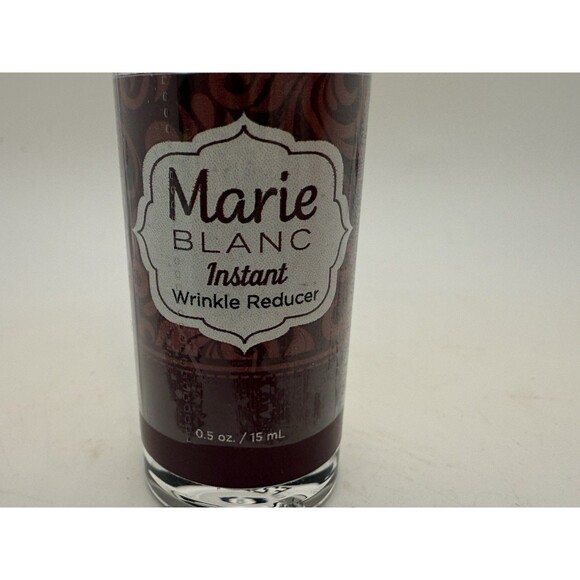 Marie
BLANC
Instant
Wrinkle Reducer
0.5 oz. / 15 mL